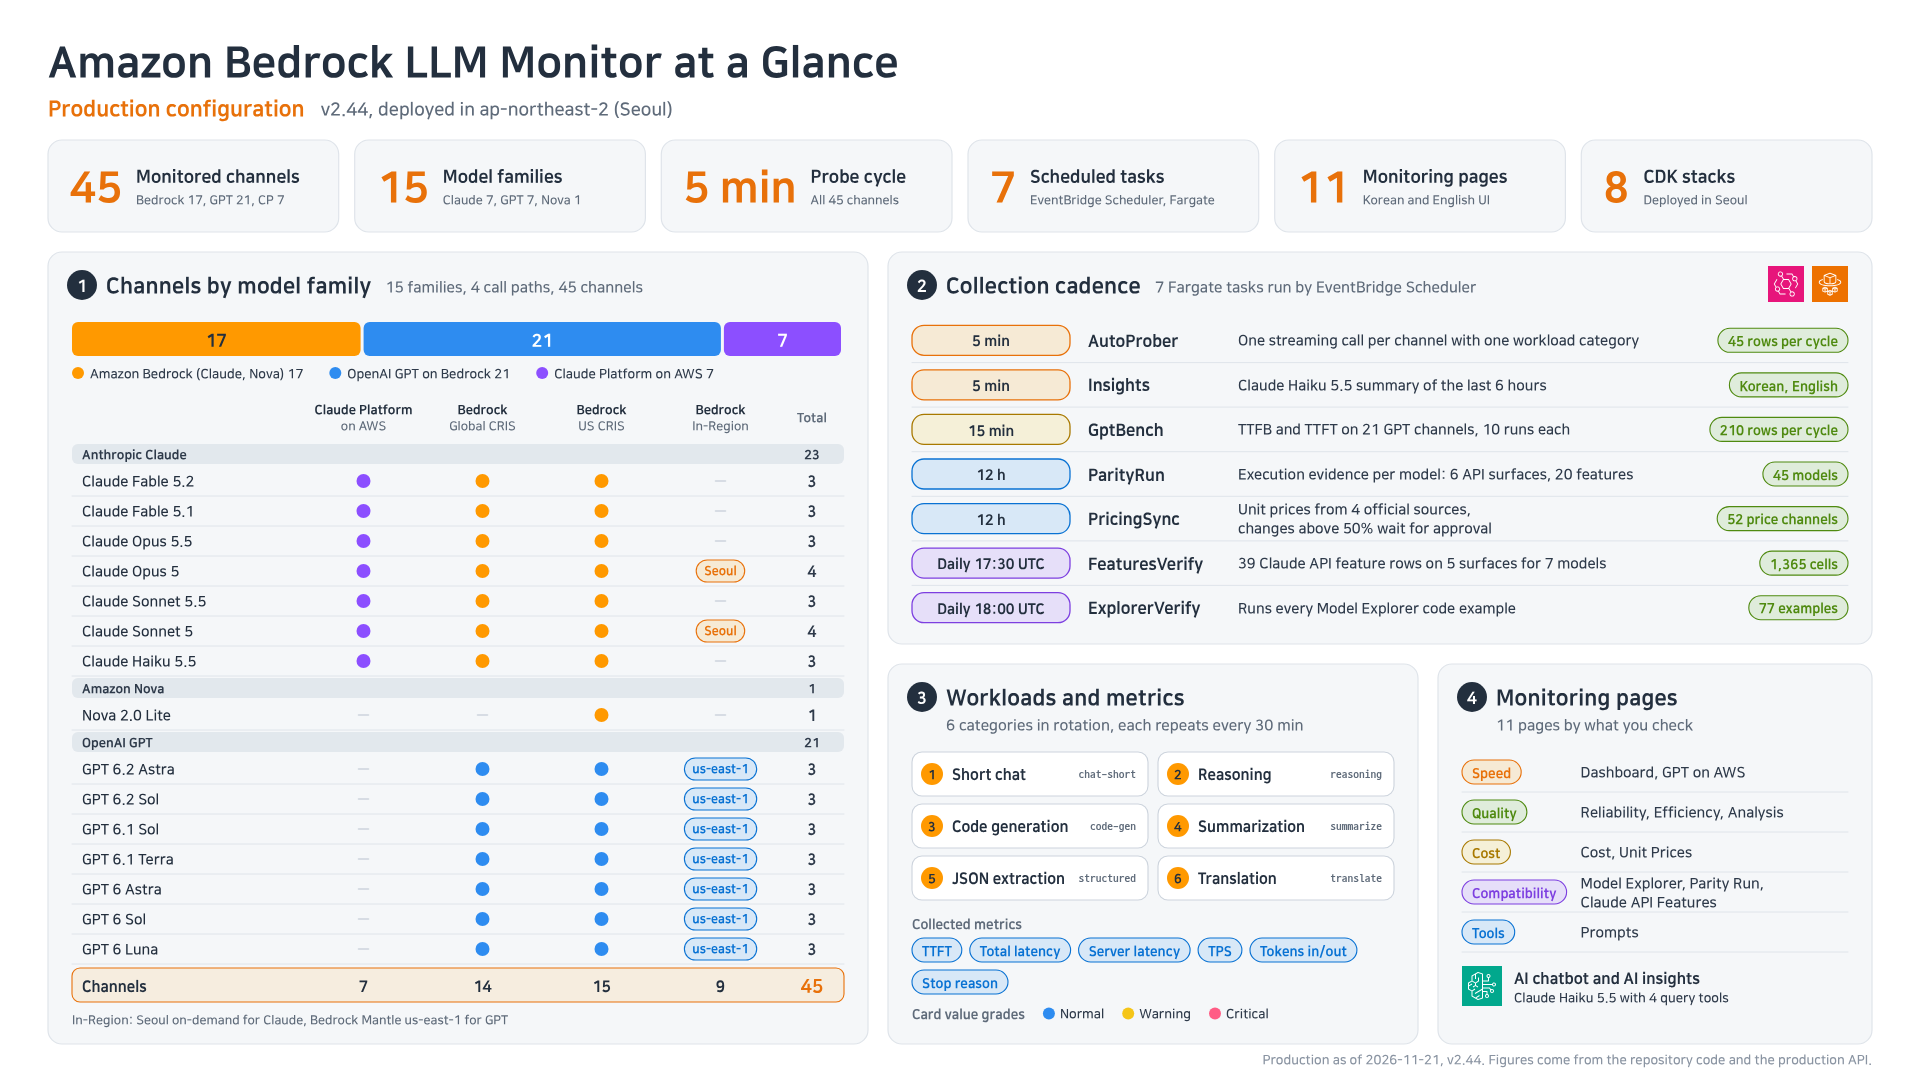 Amazon Bedrock LLM Monitor at a Glance
Production configuration v2.44, deployed in ap-northeast-2 (Seoul)
45 Monitored channels
Bedrock 17, GPT 21, CP 7
15 Model families
Claude 7, GPT 7, Nova 1
5 min Probe cycle
All 45 channels
7 Scheduled tasks
EventBridge Scheduler, Fargate
11 Monitoring pages
Korean and English UI
8 CDK stacks
Deployed in Seoul
1 Channels by model family 15 families, 4 call paths, 45 channels
17 21 7
Amazon Bedrock (Claude, Nova) 17 OpenAI GPT on Bedrock 21 Claude Platform on AWS 7
Claude Platform on AWS
Bedrock Global CRIS
Bedrock US CRIS
Bedrock In-Region
Total
Anthropic Claude 23
Claude Fable 5.2 — 3
Claude Fable 5.1 — 3
Claude Opus 5.5 — 3
Claude Opus 5 Seoul 4
Claude Sonnet 5.5 — 3
Claude Sonnet 5 Seoul 4
Claude Haiku 5.5 — 3
Amazon Nova 1
Nova 2.0 Lite — — — 1
OpenAI GPT 21
GPT 6.2 Astra — us-east-1 3
GPT 6.2 Sol — us-east-1 3
GPT 6.1 Sol — us-east-1 3
GPT 6.1 Terra — us-east-1 3
GPT 6 Astra — us-east-1 3
GPT 6 Sol — us-east-1 3
GPT 6 Luna — us-east-1 3
Channels 7 14 15 9 45
In-Region: Seoul on-demand for Claude, Bedrock Mantle us-east-1 for GPT
2 Collection cadence 7 Fargate tasks run by EventBridge Scheduler
5 min AutoProber One streaming call per channel with one workload category 45 rows per cycle
5 min Insights Claude Haiku 5.5 summary of the last 6 hours Korean, English
15 min GptBench TTFB and TTFT on 21 GPT channels, 10 runs each 210 rows per cycle
12 h ParityRun Execution evidence per model: 6 API surfaces, 20 features 45 models
12 h PricingSync Unit prices from 4 official sources,
changes above 50% wait for approval 52 price channels
Daily 17:30 UTC FeaturesVerify 39 Claude API feature rows on 5 surfaces for 7 models 1,365 cells
Daily 18:00 UTC ExplorerVerify Runs every Model Explorer code example 77 examples
3 Workloads and metrics
6 categories in rotation, each repeats every 30 min
1 Short chat chat-short
2 Reasoning reasoning
3 Code generation code-gen
4 Summarization summarize
5 JSON extraction structured
6 Translation translate
Collected metrics
TTFT Total latency Server latency TPS Tokens in/out
Stop reason
Card value grades Normal Warning Critical
4 Monitoring pages
11 pages by what you check
Speed Dashboard, GPT on AWS
Quality Reliability, Efficiency, Analysis
Cost Cost, Unit Prices
Compatibility Model Explorer, Parity Run,
Claude API Features
Tools Prompts
AI chatbot and AI insights
Claude Haiku 5.5 with 4 query tools
Production as of 2026-11-21, v2.44. Figures come from the repository code and the production API.